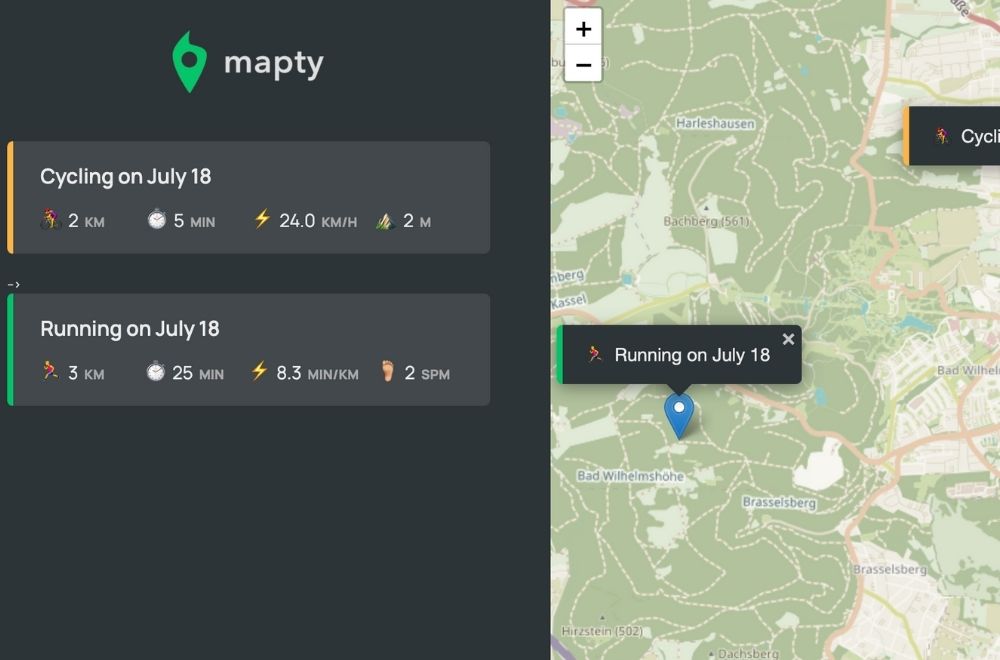 mapty
Cycling on July 18
2 KM
5 MIN
24.0 KM/H
2 M
–>
Running on July 18
3 KM
25 MIN
8.3 MIN/KM
2 SPM
+
−
Harleshausen
Cycli
Bachberg (561)
nberg
Kassel
Running on July 18
×
Bad Wilhelm
Bad Wilhelmshöhe
Brasselsberg
Brasselsberg
Hirzstein (502)
Dachsberg